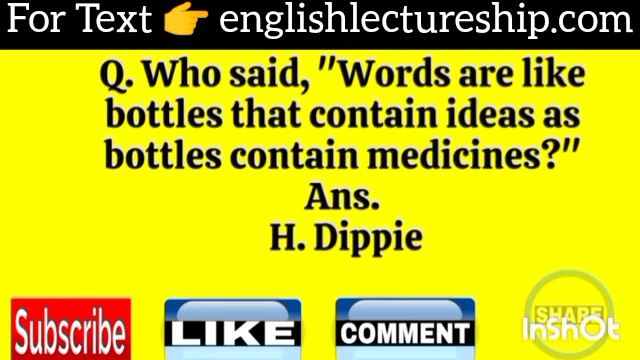 For Text 👉 englishlectureship.com
Q. Who said, "Words are like
bottles that contain ideas as
bottles contain medicines?"
Ans.
H. Dippie
Subscribe
LIKE
COMMENT
SHARE
InShOt